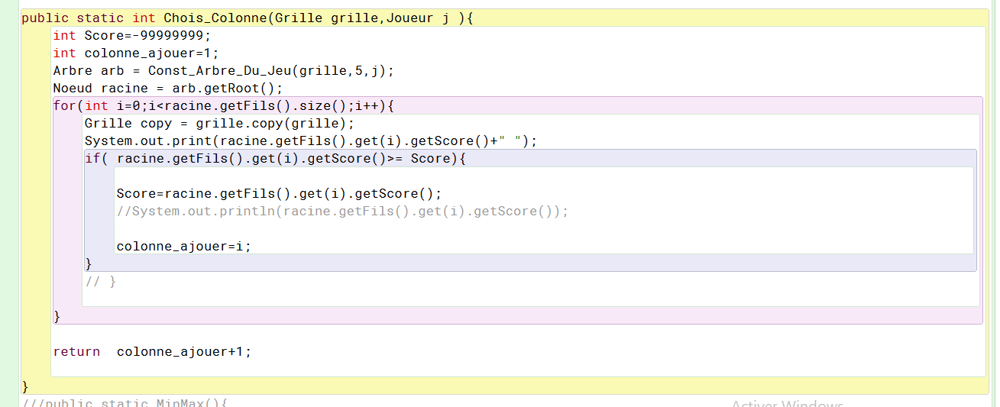 public static int Chois_Colonne(Grille grille,Joueur j ){
int Score=-99999999;
int colonne_ajouer=1;
Arbre arb = Const_Arbre_Du_Jeu(grille,5,j);
Noeud racine = arb.getRoot();
for(int i=0;i<racine.getFils().size();i++){
Grille copy = grille.copy(grille);
System.out.print(racine.getFils().get(i).getScore()+" ");
if( racine.getFils().get(i).getScore()>= Score){
Score=racine.getFils().get(i).getScore();
//System.out.println(racine.getFils().get(i).getScore());
colonne_ajouer=i;
}
// }
}
return  colonne_ajouer+1;
}
///public static MinMax(){
Activer Windows